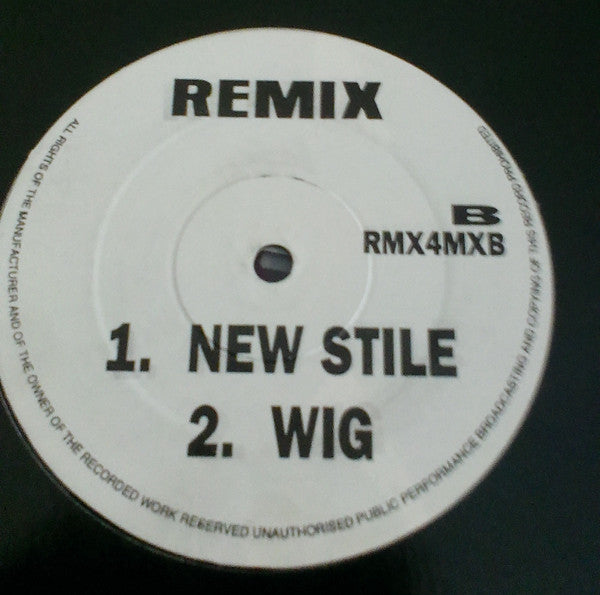 REMIX
B
RMX4MXB
1. NEW STILE
2. WIG
ALL RIGHTS OF THE MANUFACTURER AND OF THE OWNER OF THE RECORDED WORK RESERVED UNAUTHORISED PUBLIC PERFORMANCE BROADCASTING AND COPYING OF THIS RECORD PROHIBITED